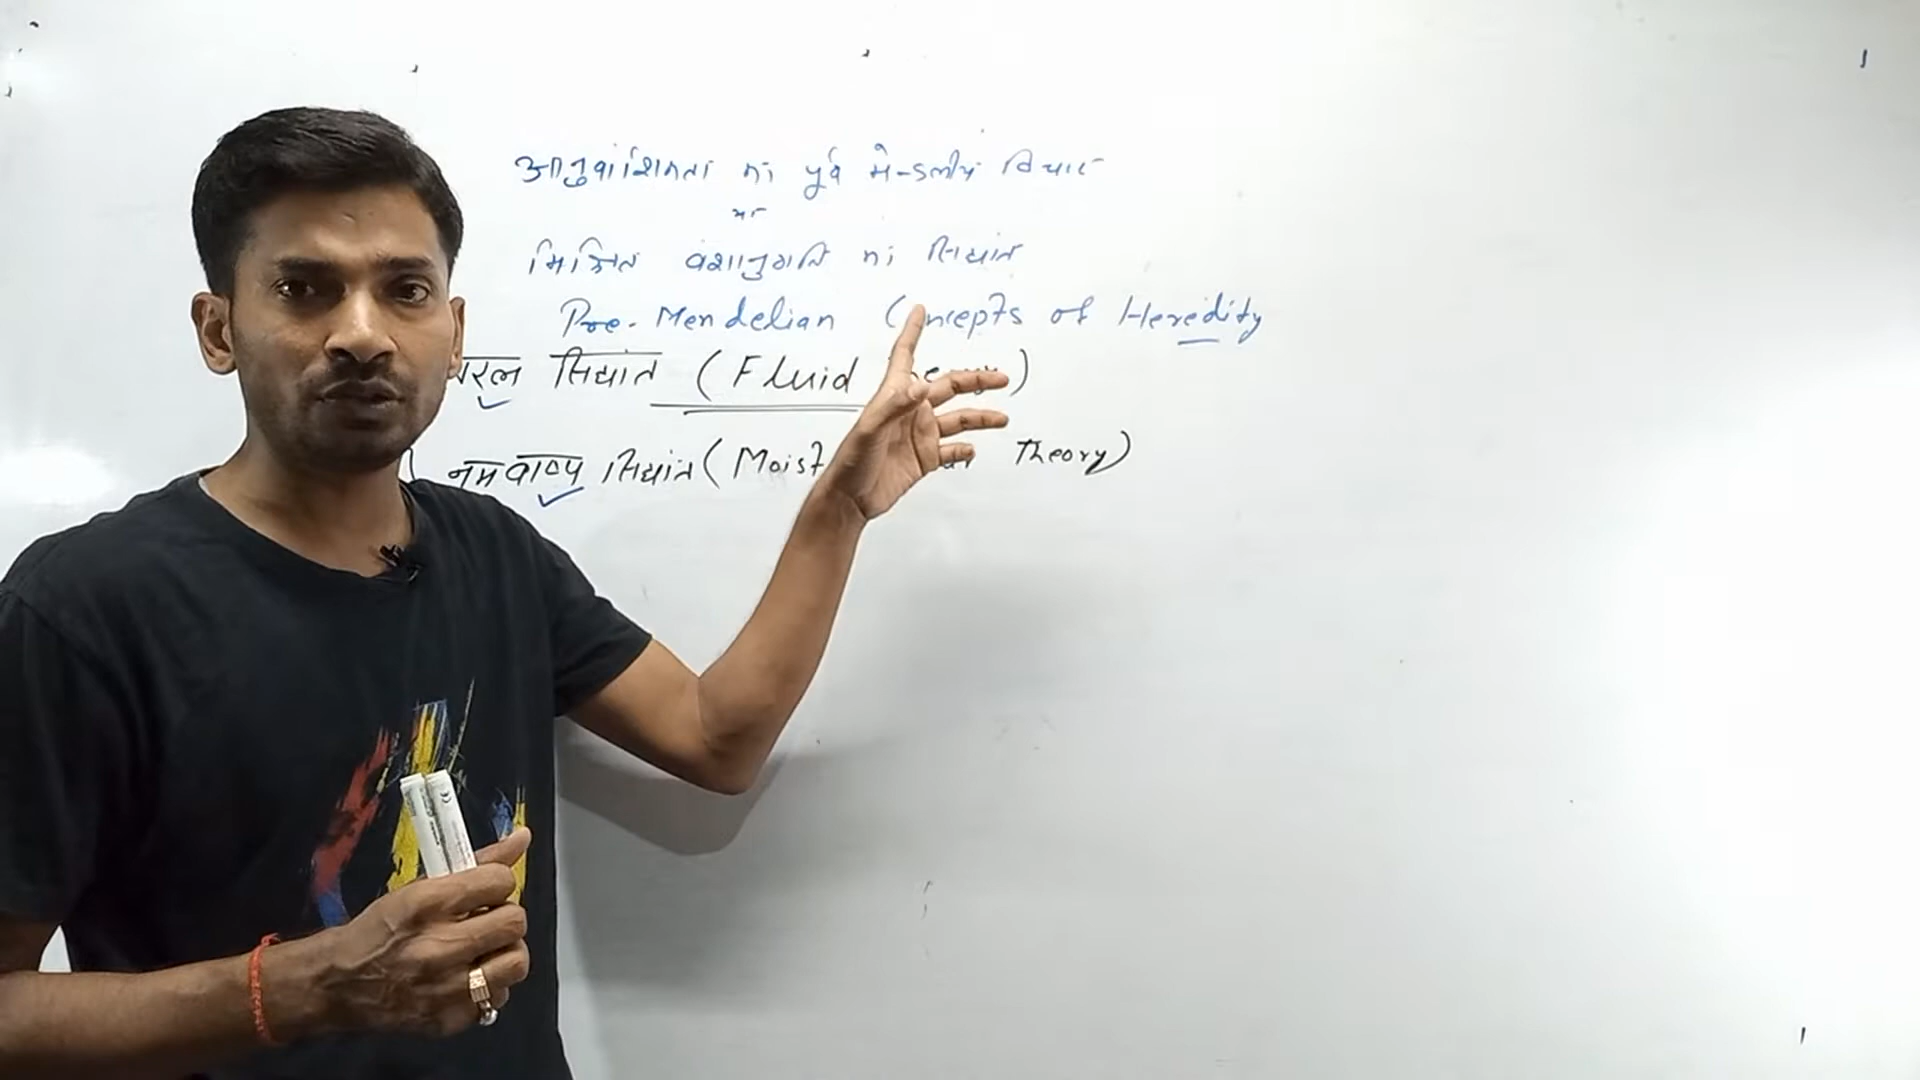 आनुवांशिकता का पूर्व मेन्डलीय विचार
या
मिश्रित वंशानुगति का सिद्यांत
Pre-Mendelian Concepts of Heredity
तरल सिद्यांत (Fluid )
नमवाष्प सिद्यांत (Moist Theory)